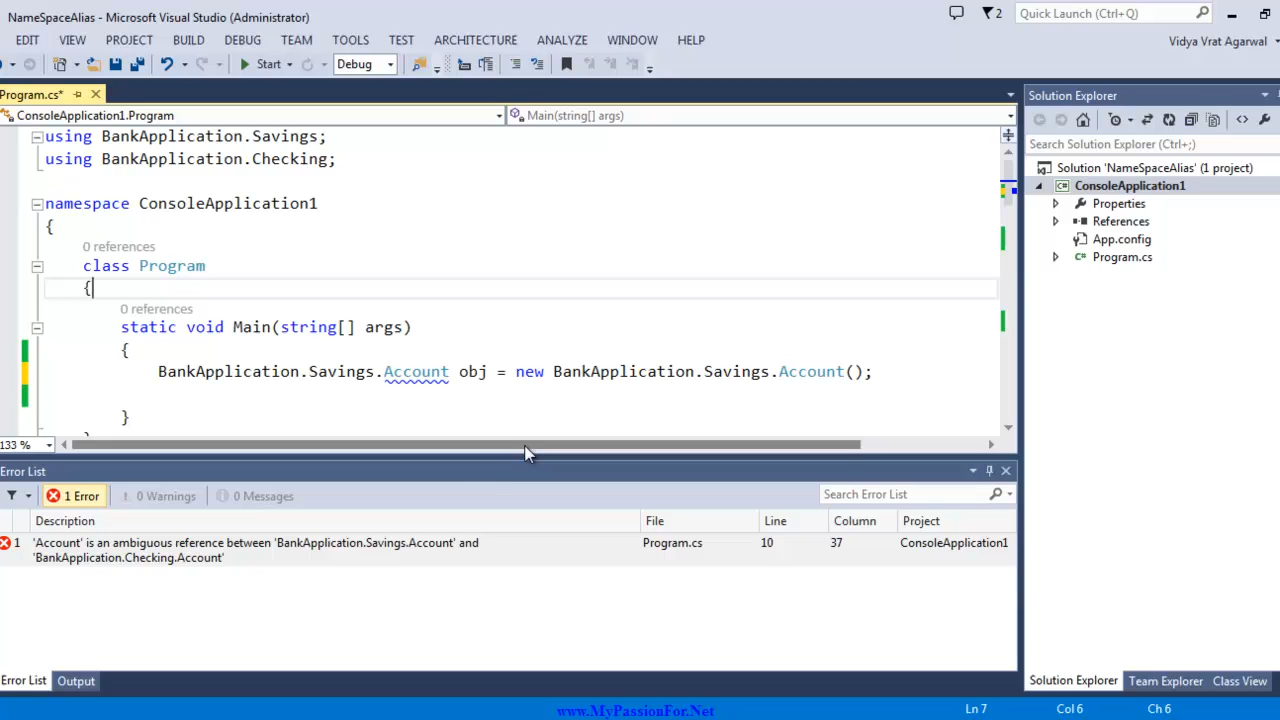 NameSpaceAlias - Microsoft Visual Studio (Administrator)
2
Quick Launch (Ctrl+Q)
EDIT VIEW PROJECT BUILD DEBUG TEAM TOOLS TEST ARCHITECTURE ANALYZE WINDOW HELP
Vidya Vrat Agarwal
Start Debug
Program.cs*
ConsoleApplication1.Program
Main(string[] args)
using BankApplication.Savings;
using BankApplication.Checking;
namespace ConsoleApplication1
{
0 references
class Program
{
0 references
static void Main(string[] args)
{
BankApplication.Savings.Account obj = new BankApplication.Savings.Account();
}
133 %
Solution Explorer
Search Solution Explorer (Ctrl+;)
Solution 'NameSpaceAlias' (1 project)
C# ConsoleApplication1
Properties
References
App.config
C# Program.cs
Error List
1 Error 0 Warnings 0 Messages
Search Error List
Description File Line Column Project
1 'Account' is an ambiguous reference between 'BankApplication.Savings.Account' and Program.cs 10 37 ConsoleApplication1
'BankApplication.Checking.Account'
Error List Output
Solution Explorer Team Explorer Class View
www.MyPassionFor.Net
Ln 7 Col 6 Ch 6